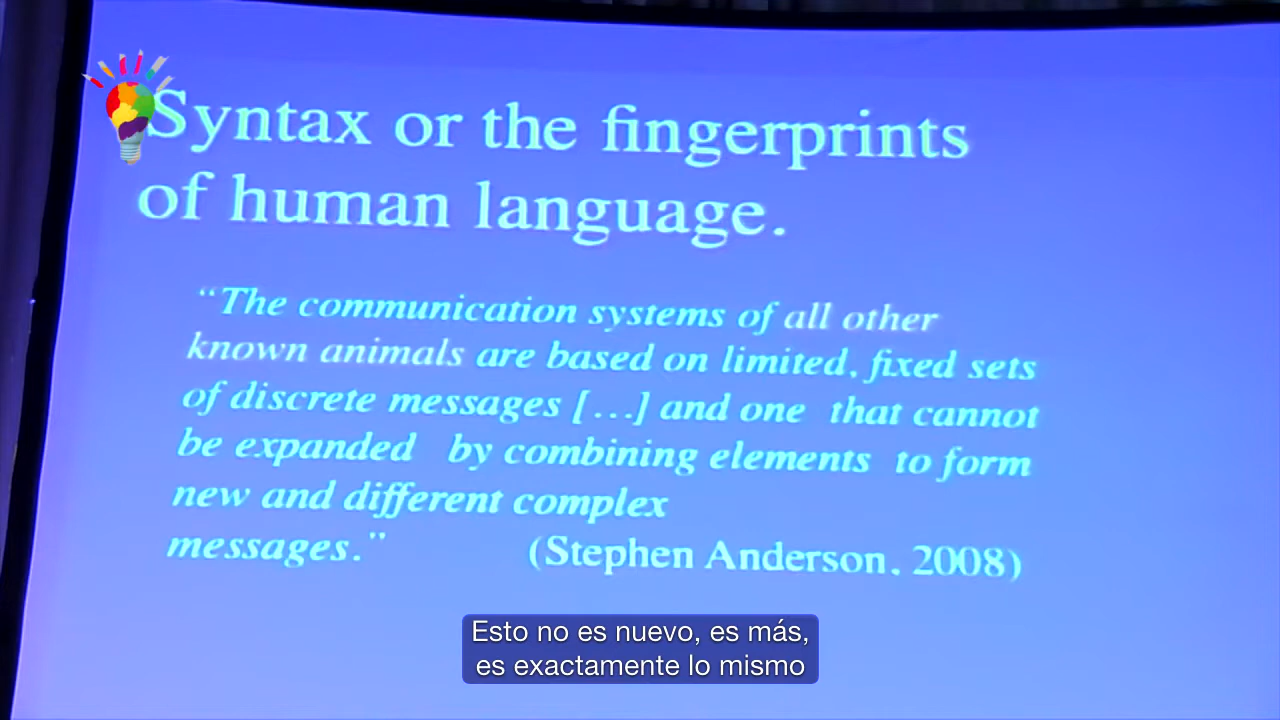 Syntax or the fingerprints
of human language.
“The communication systems of all other
known animals are based on limited, fixed sets
of discrete messages [...] and one that cannot
be expanded by combining elements to form
new and different complex
messages.” (Stephen Anderson, 2008)
Esto no es nuevo, es más,
es exactamente lo mismo